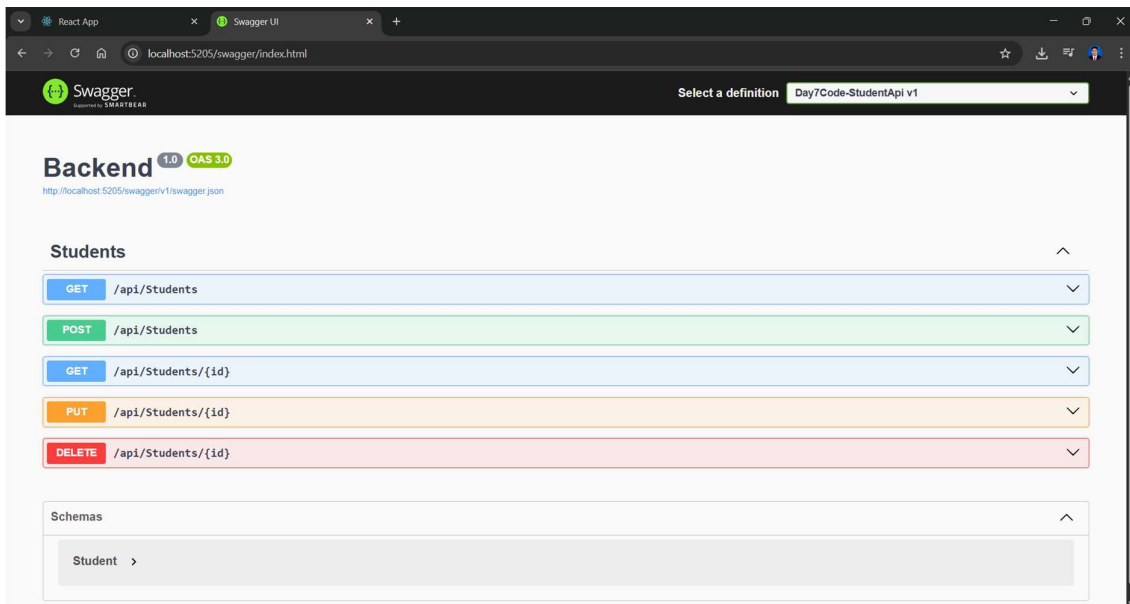 React App
Swagger UI
localhost:5205/swagger/index.html
Swagger.
Supported by SMARTBEAR
Select a definition
Day7Code-StudentApi v1
Backend 1.0 OAS 3.0
http://localhost:5205/swagger/v1/swagger.json
Students
GET /api/Students
POST /api/Students
GET /api/Students/{id}
PUT /api/Students/{id}
DELETE /api/Students/{id}
Schemas
Student